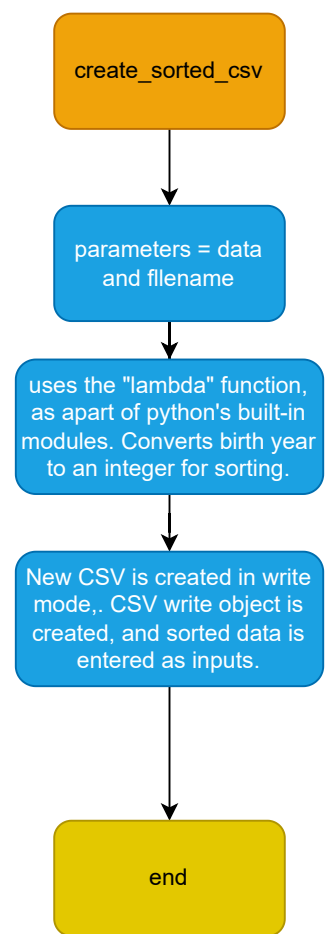 create_sorted_csv
parameters = data
and fllename
uses the "lambda" function,
as apart of python's built-in
modules. Converts birth year
to an integer for sorting.
New CSV is created in write
mode,. CSV write object is
created, and sorted data is
entered as inputs.
end